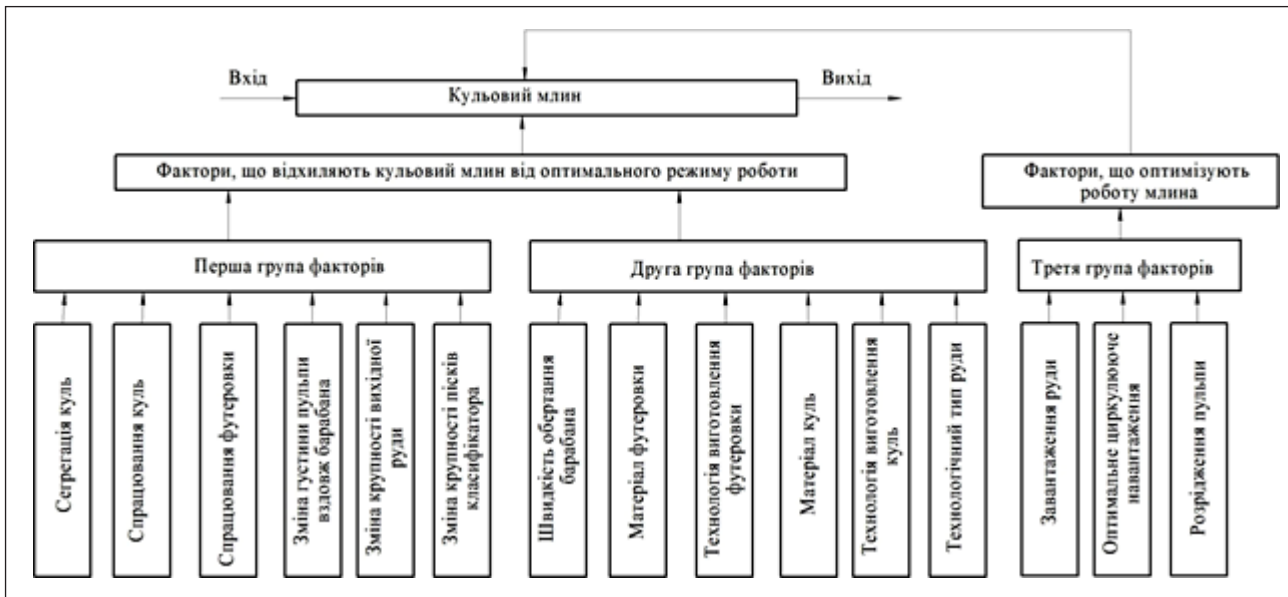 Вхід
Вихід
Кульовий млин
Фактори, що відхиляють кульовий млин від оптимального режиму роботи
Фактори, що оптимізують
роботу млина
Перша група факторів
Друга група факторів
Третя група факторів
Сегрегація куль
Спрацювання куль
Спрацювання футеровки
Зміна густини пульпи
вздовж барабана
Зміна крупності вихідної
руди
Зміна крупності пісків
класифікатора
Швидкість обертання
барабана
Матеріал футеровки
Технологія виготовлення
футеровки
Матеріал куль
Технологія виготовлення
куль
Технологічний тип руди
Завантаження руди
Оптимальне циркулююче
навантаження
Розрідження пульпи